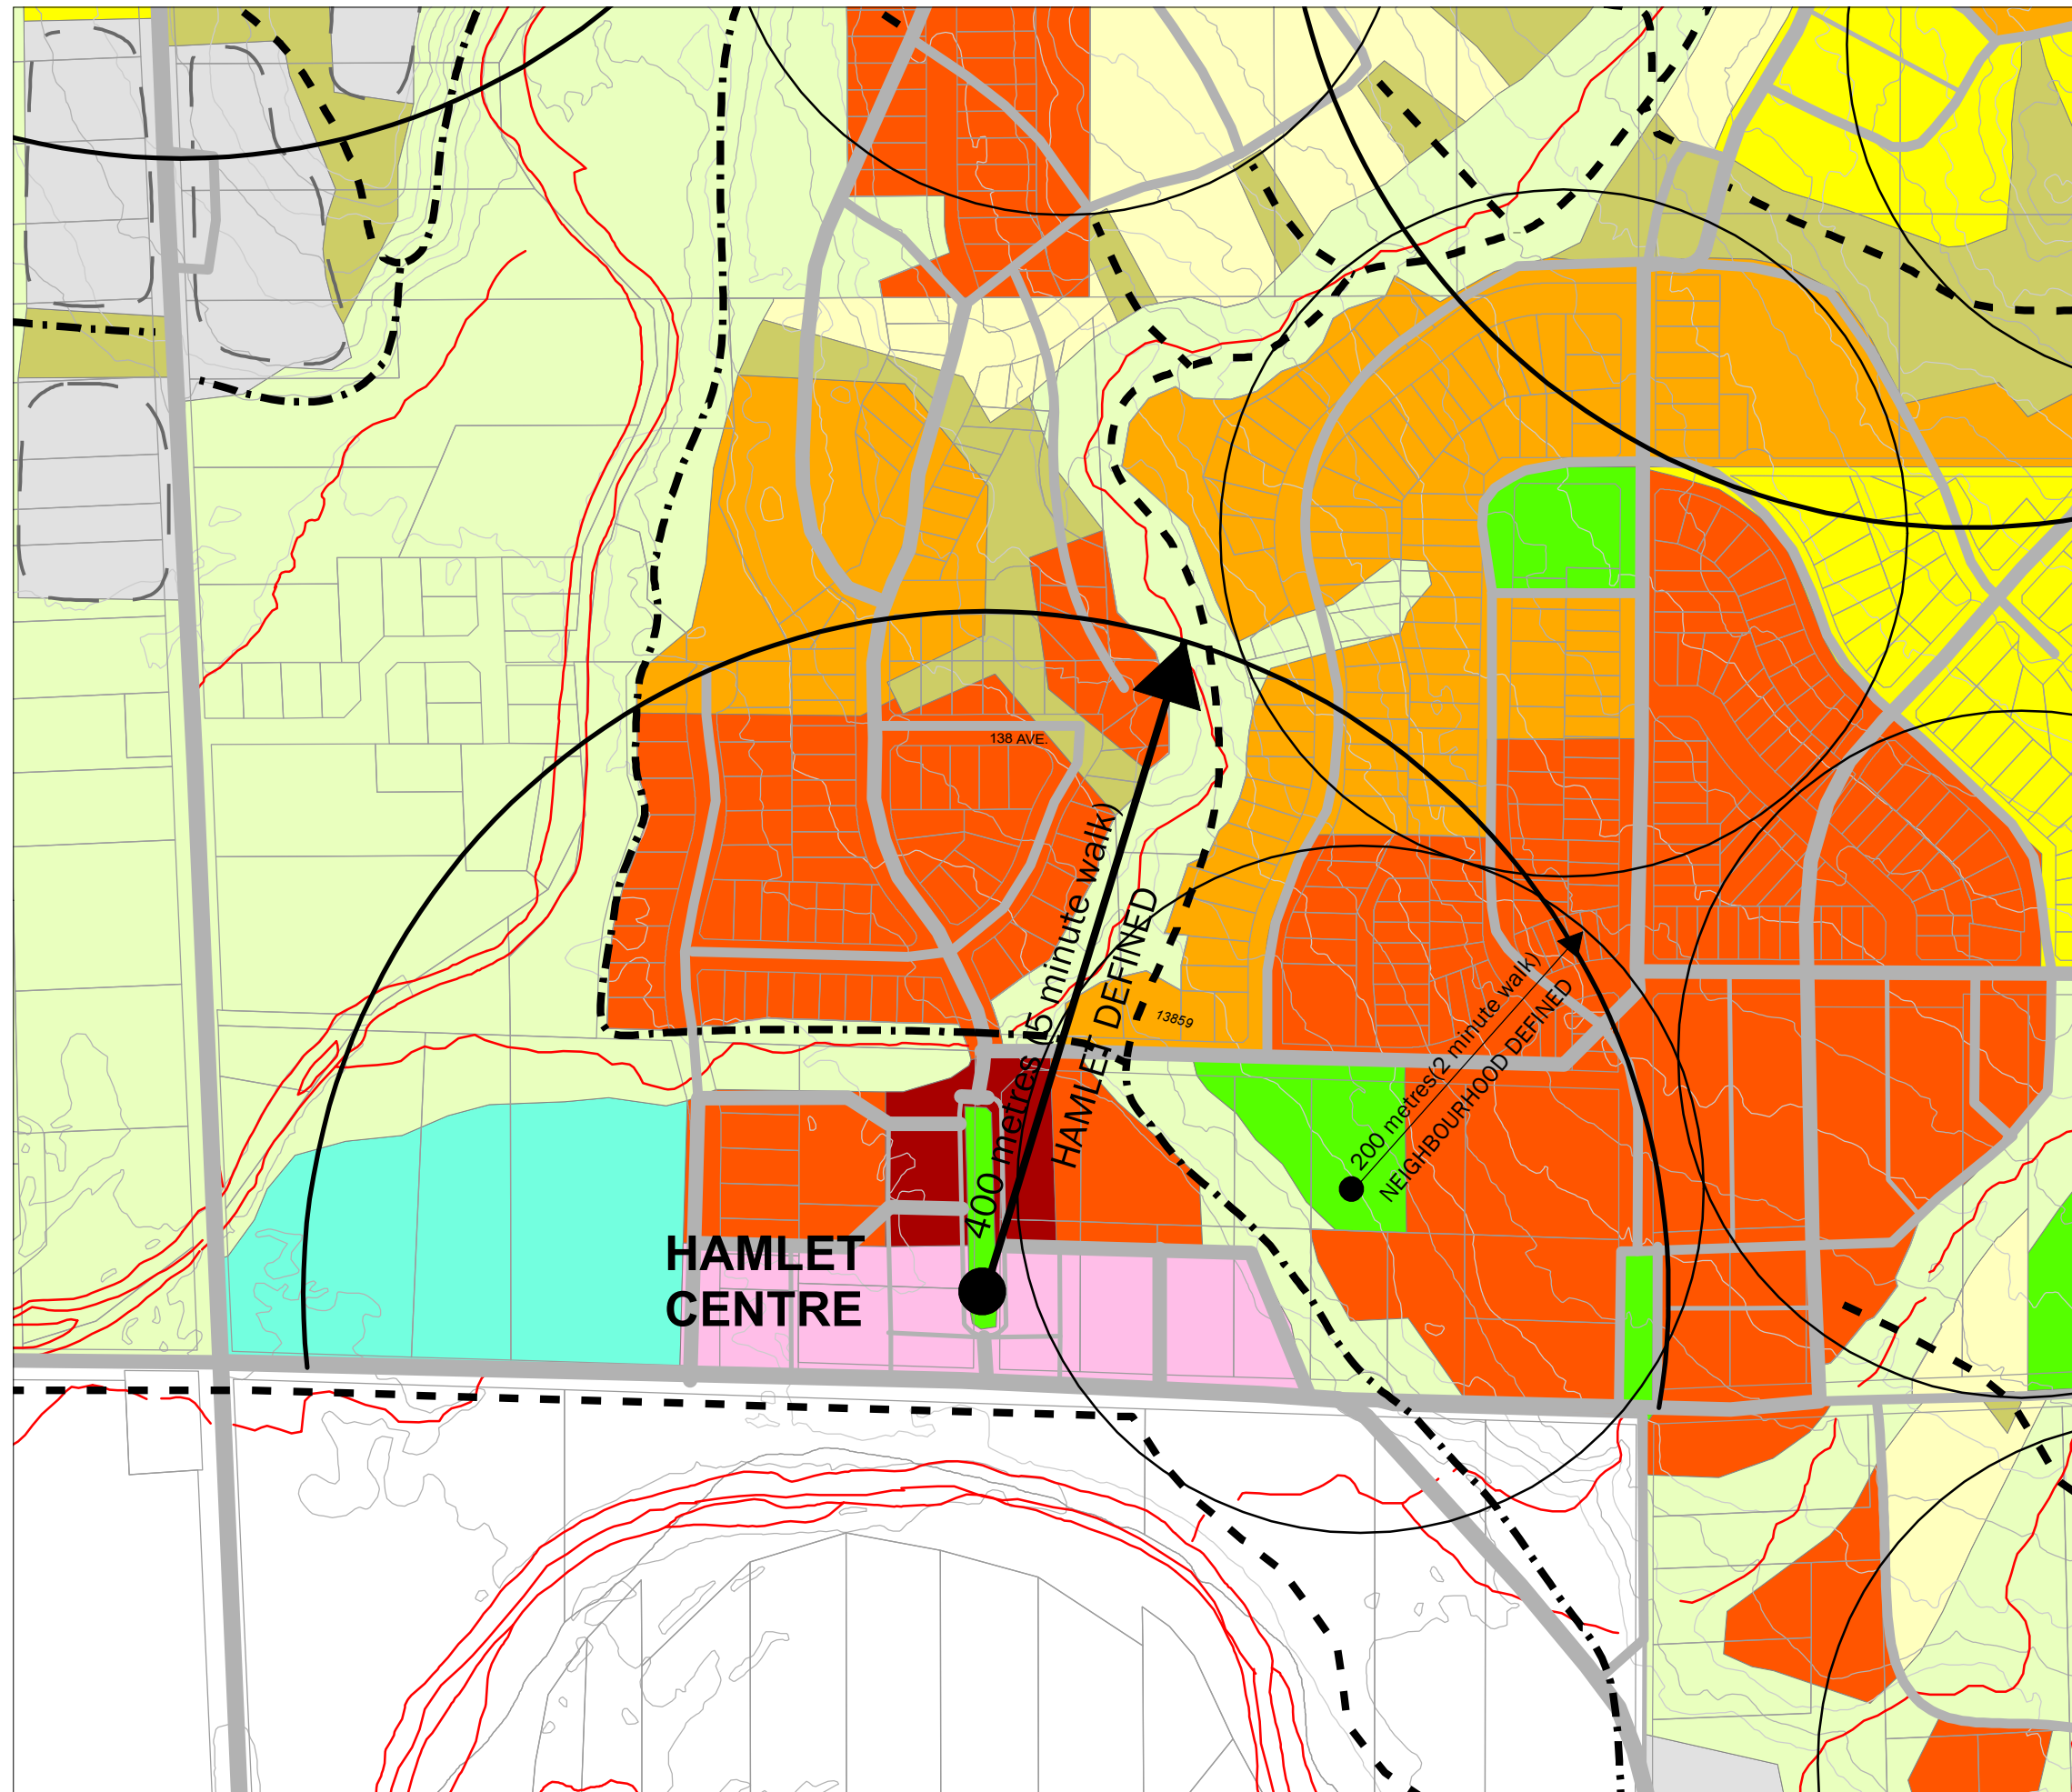 138 AVE.
400 metres (5 minute walk)
HAMLET DEFINED
13859
200 metres(2 minute walk)
NEIGHBOURHOOD DEFINED
HAMLET
CENTRE